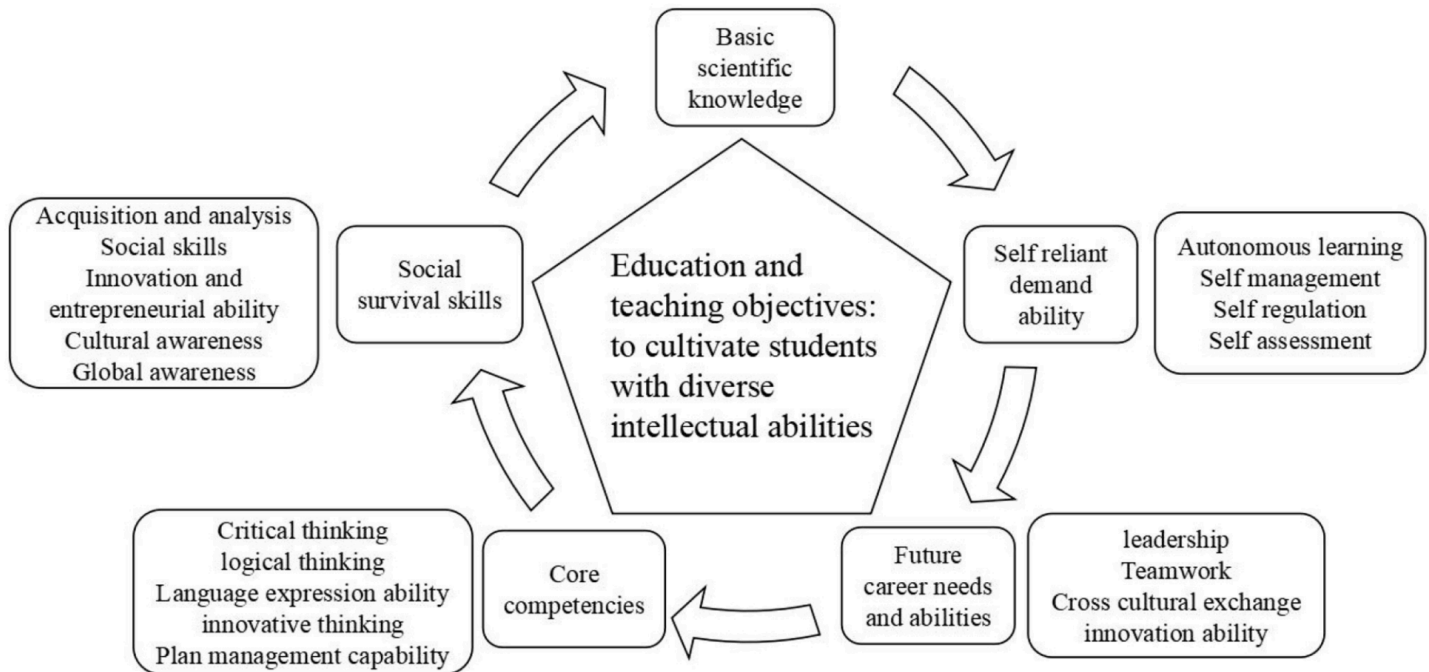 Basic
scientific
knowledge
Acquisition and analysis
Social skills
Innovation and
entrepreneurial ability
Cultural awareness
Global awareness
Social
survival skills
Education and
teaching objectives:
to cultivate students
with diverse
intellectual abilities
Self reliant
demand
ability
Autonomous learning
Self management
Self regulation
Self assessment
Critical thinking
logical thinking
Language expression ability
innovative thinking
Plan management capability
Core
competencies
Future
career needs
and abilities
leadership
Teamwork
Cross cultural exchange
innovation ability